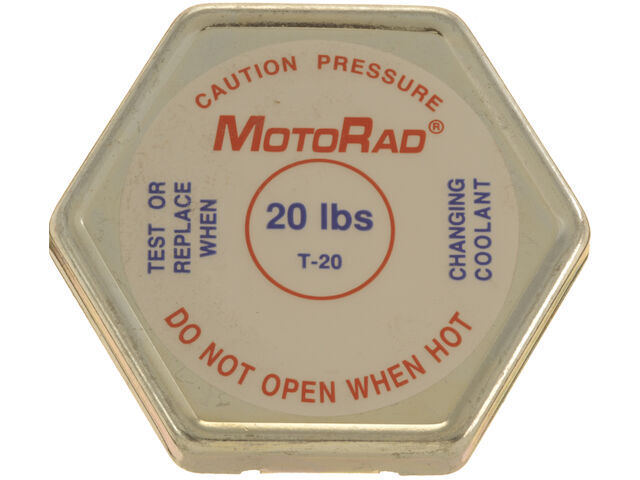 CAUTION PRESSURE
MOTORAD®
TEST OR
REPLACE
WHEN
20 lbs
T-20
CHANGING
COOLANT
DO NOT OPEN WHEN HOT